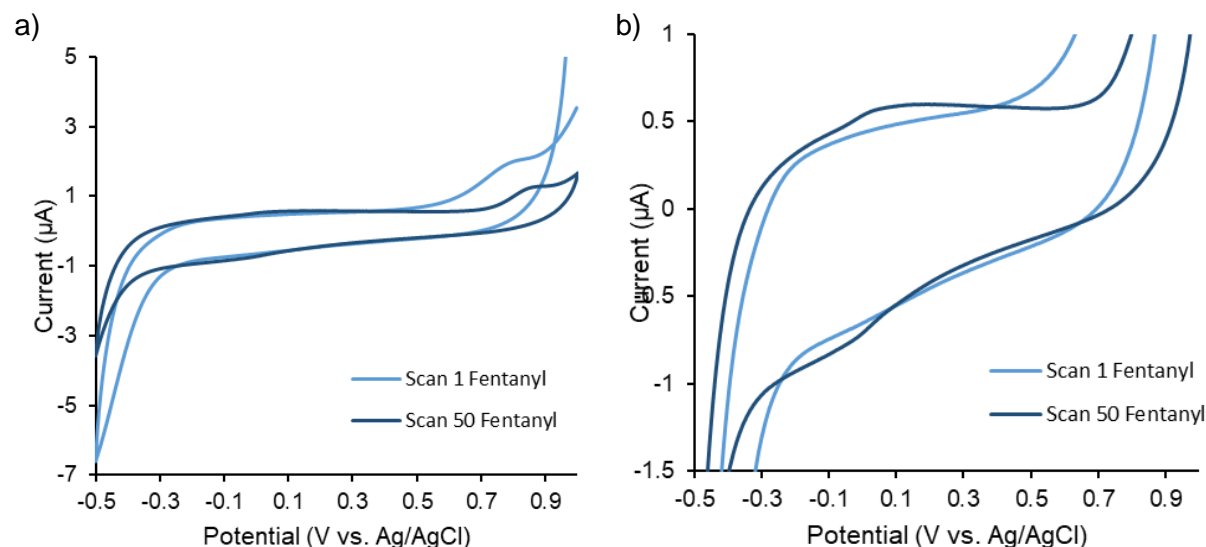 a)
5
3
1
-1
-3
-5
-7
Current (µA)
Scan 1 Fentanyl
Scan 50 Fentanyl
-0.5 -0.3 -0.1 0.1 0.3 0.5 0.7 0.9
Potential (V vs. Ag/AgCl)
b)
1
0.5
0
-0.5
-1
-1.5
Current (µA)
Scan 1 Fentanyl
Scan 50 Fentanyl
-0.5 -0.3 -0.1 0.1 0.3 0.5 0.7 0.9
Potential (V vs. Ag/AgCl)